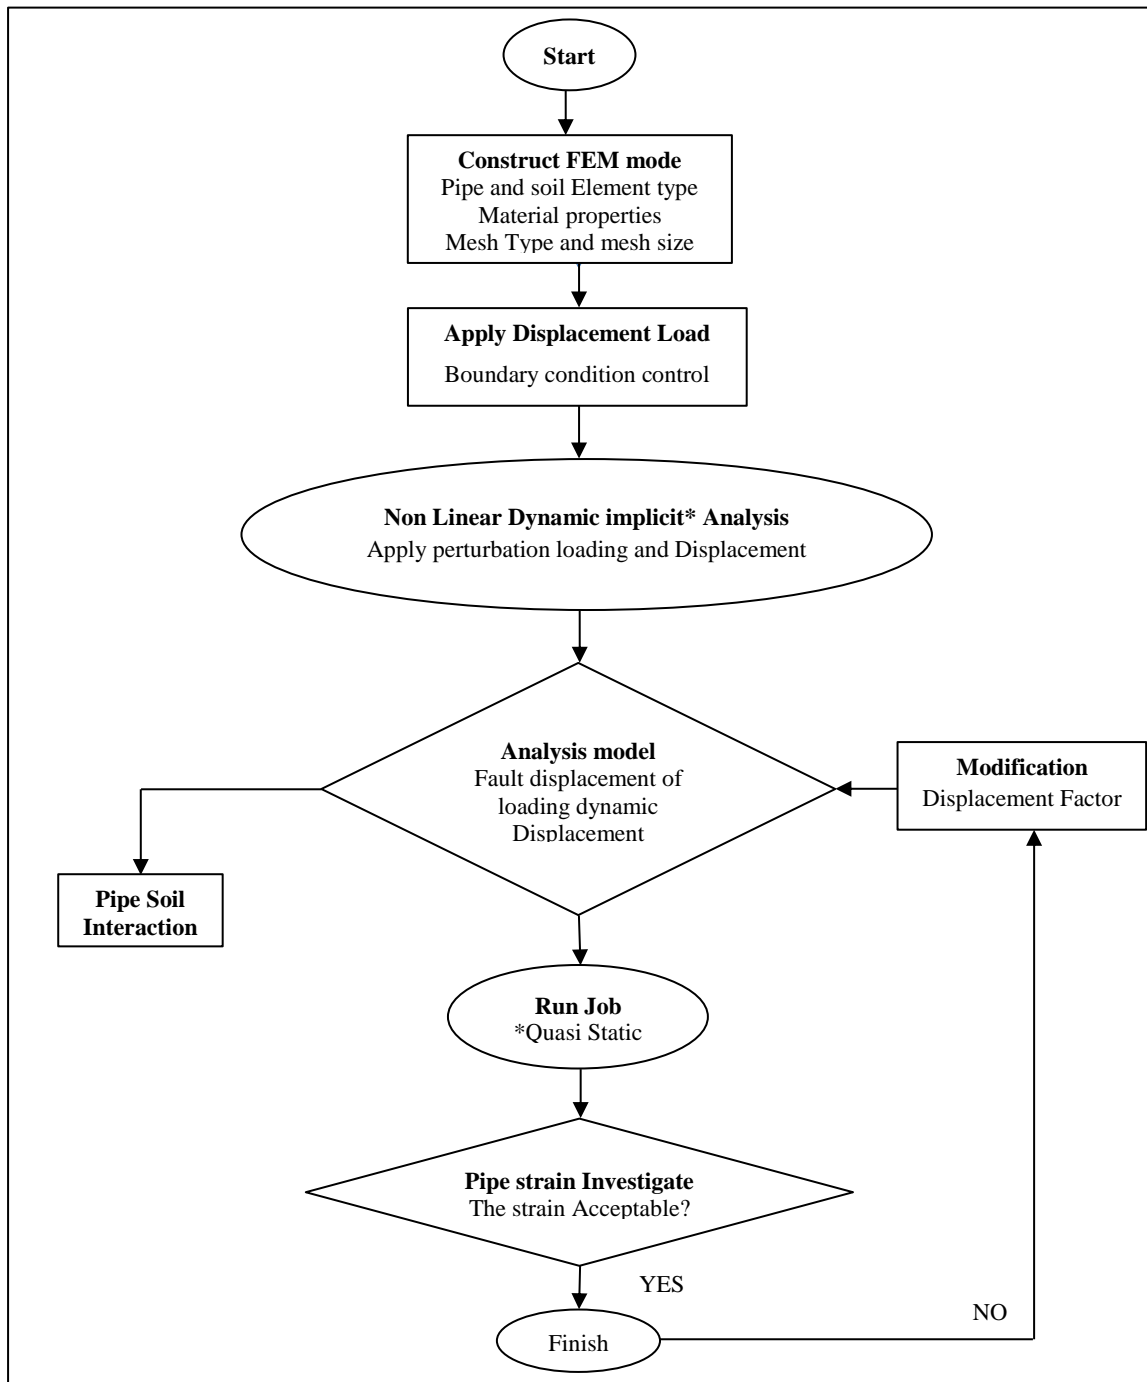 Start
Construct FEM mode
Pipe and soil Element type
Material properties
Mesh Type and mesh size
Apply Displacement Load
Boundary condition control
Non Linear Dynamic implicit* Analysis
Apply perturbation loading and Displacement
Analysis model
Fault displacement of
loading dynamic
Displacement
Modification
Displacement Factor
Pipe Soil
Interaction
Run Job
*Quasi Static
Pipe strain Investigate
The strain Acceptable?
YES
NO
Finish